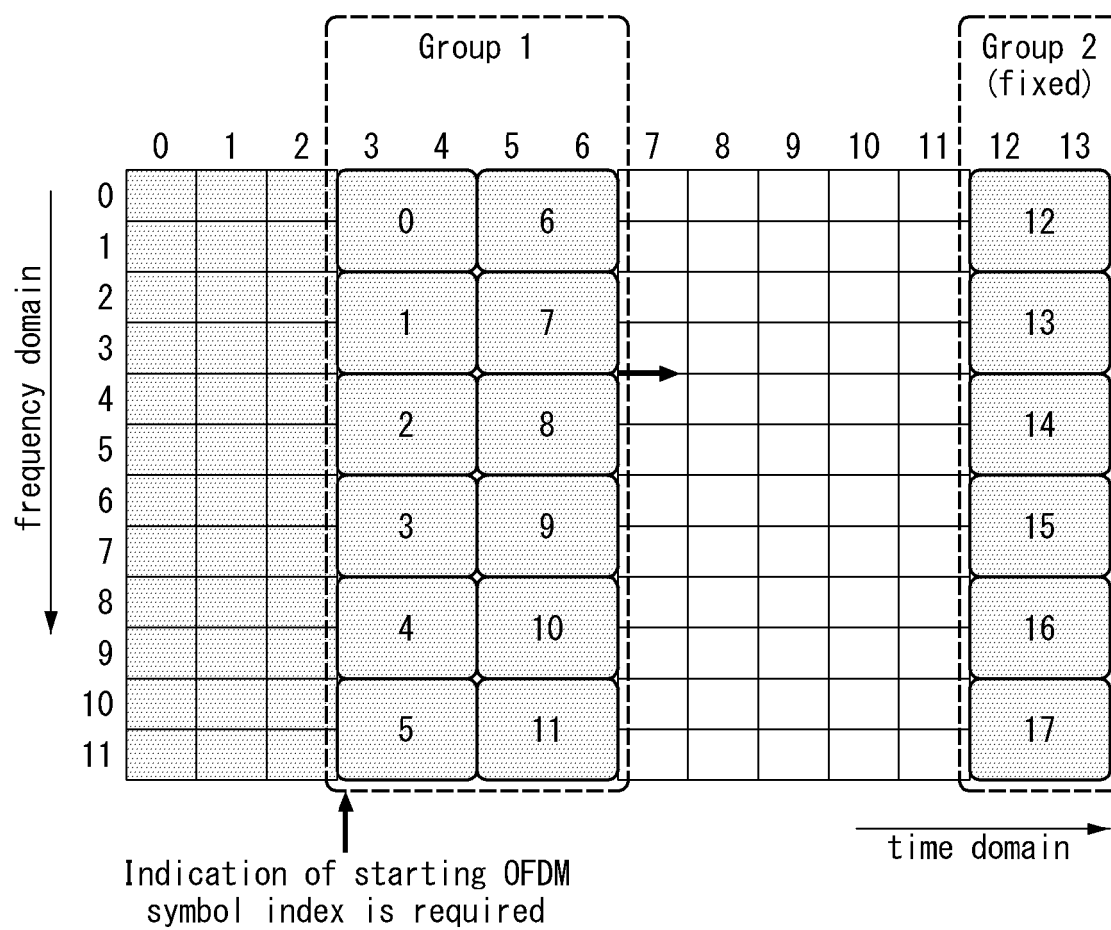 Group 1
Group 2
(fixed)
0 1 2 3 4 5 6 7 8 9 10 11 12 13
0
0 6 12
1
2
1 7 13
3
4
2 8 14
5
6
3 9 15
7
8
4 10 16
9
10
5 11 17
11
frequency domain
time domain
Indication of starting OFDM
symbol index is required